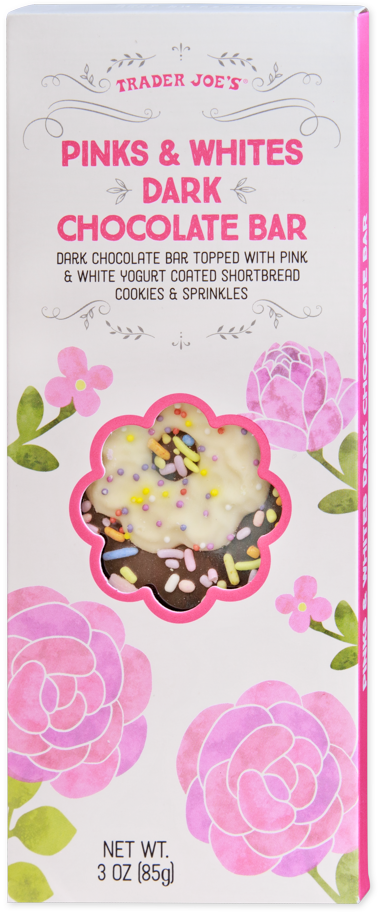 TRADER JOE'S®
PINKS & WHITES
DARK
CHOCOLATE BAR
DARK CHOCOLATE BAR TOPPED WITH PINK
& WHITE YOGURT COATED SHORTBREAD
COOKIES & SPRINKLES
NET WT.
3 OZ (85g)
PINKS & WHITES DARK CHOCOLATE BAR